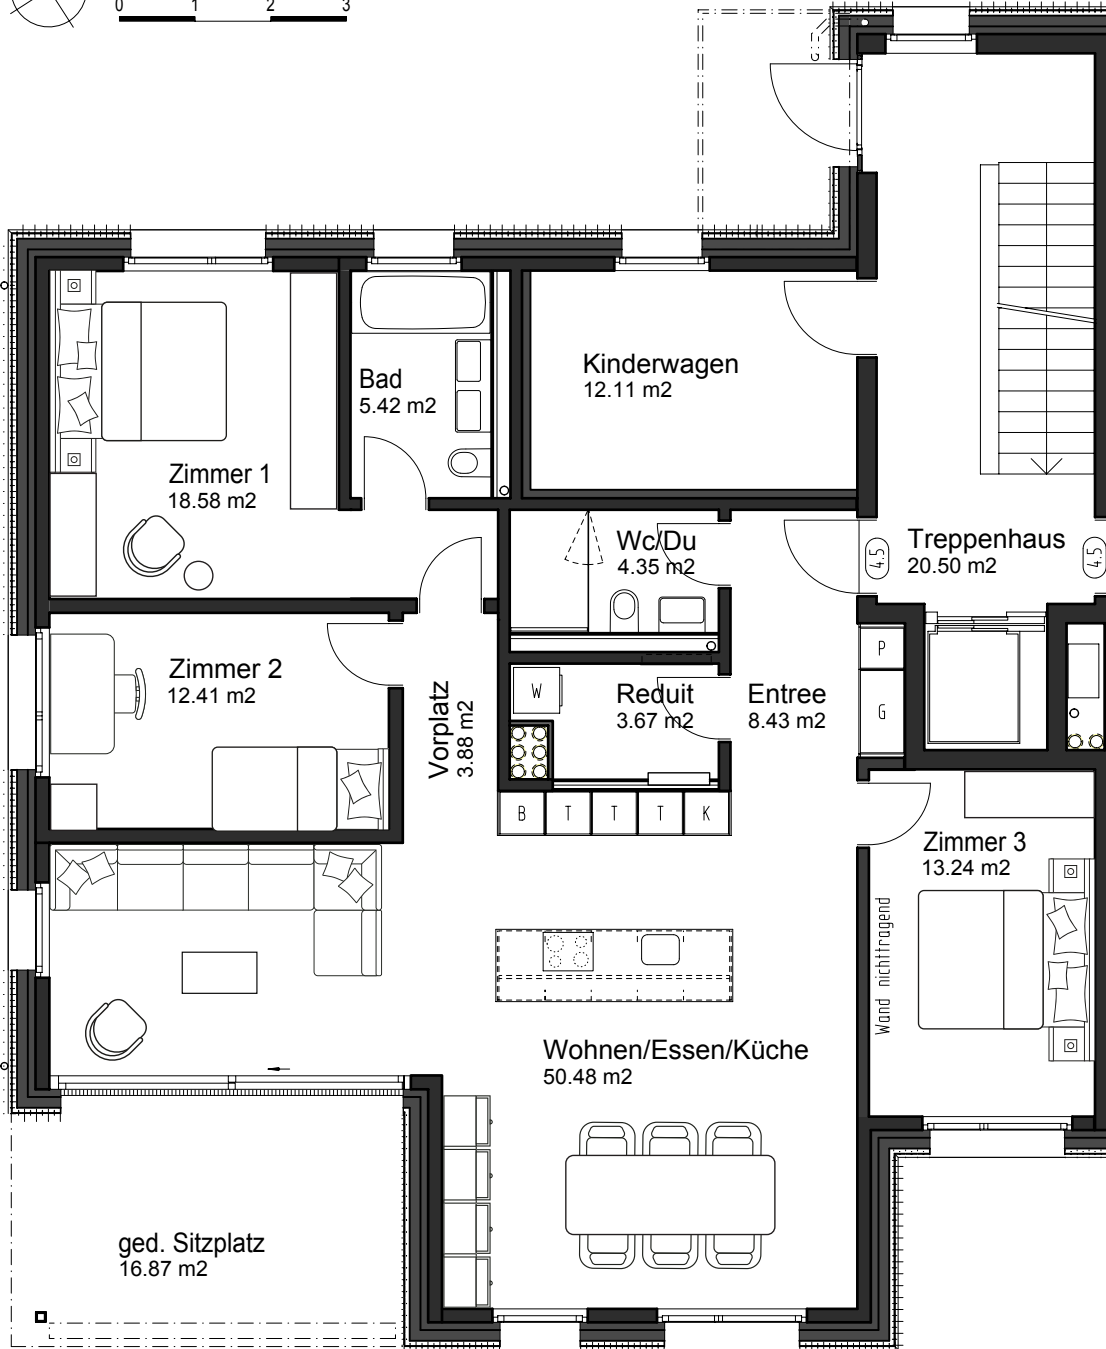 0 1 2 3
Kinderwagen
12.11 m2
Bad
5.42 m2
Zimmer 1
18.58 m2
Wc/Du
4.35 m2
4.5
Treppenhaus
20.50 m2
4.5
Zimmer 2
12.41 m2
Vorplatz
3.88 m2
W
Reduit
3.67 m2
Entree
8.43 m2
P
G
B T T T K
Zimmer 3
13.24 m2
Wand nichttragend
Wohnen/Essen/Küche
50.48 m2
ged. Sitzplatz
16.87 m2